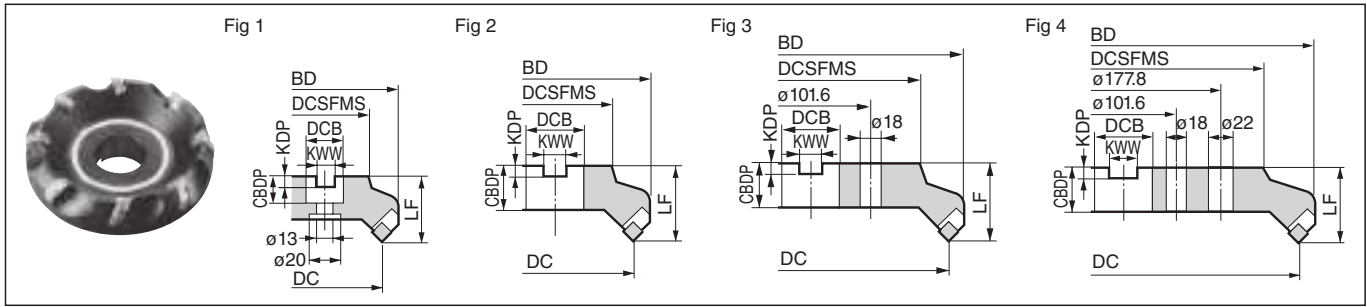 Fig 1
BD
DCSFMS
DCB
KWW
KDP
CBDP
LF
ø13
ø20
DC
Fig 2
BD
DCSFMS
DCB
KWW
KDP
CBDP
LF
DC
Fig 3
BD
DCSFMS
ø101.6
DCB
ø18
KWW
KDP
CBDP
LF
DC
Fig 4
BD
DCSFMS
ø177.8
ø101.6
DCB
ø18
ø22
KWW
KDP
CBDP
LF
DC